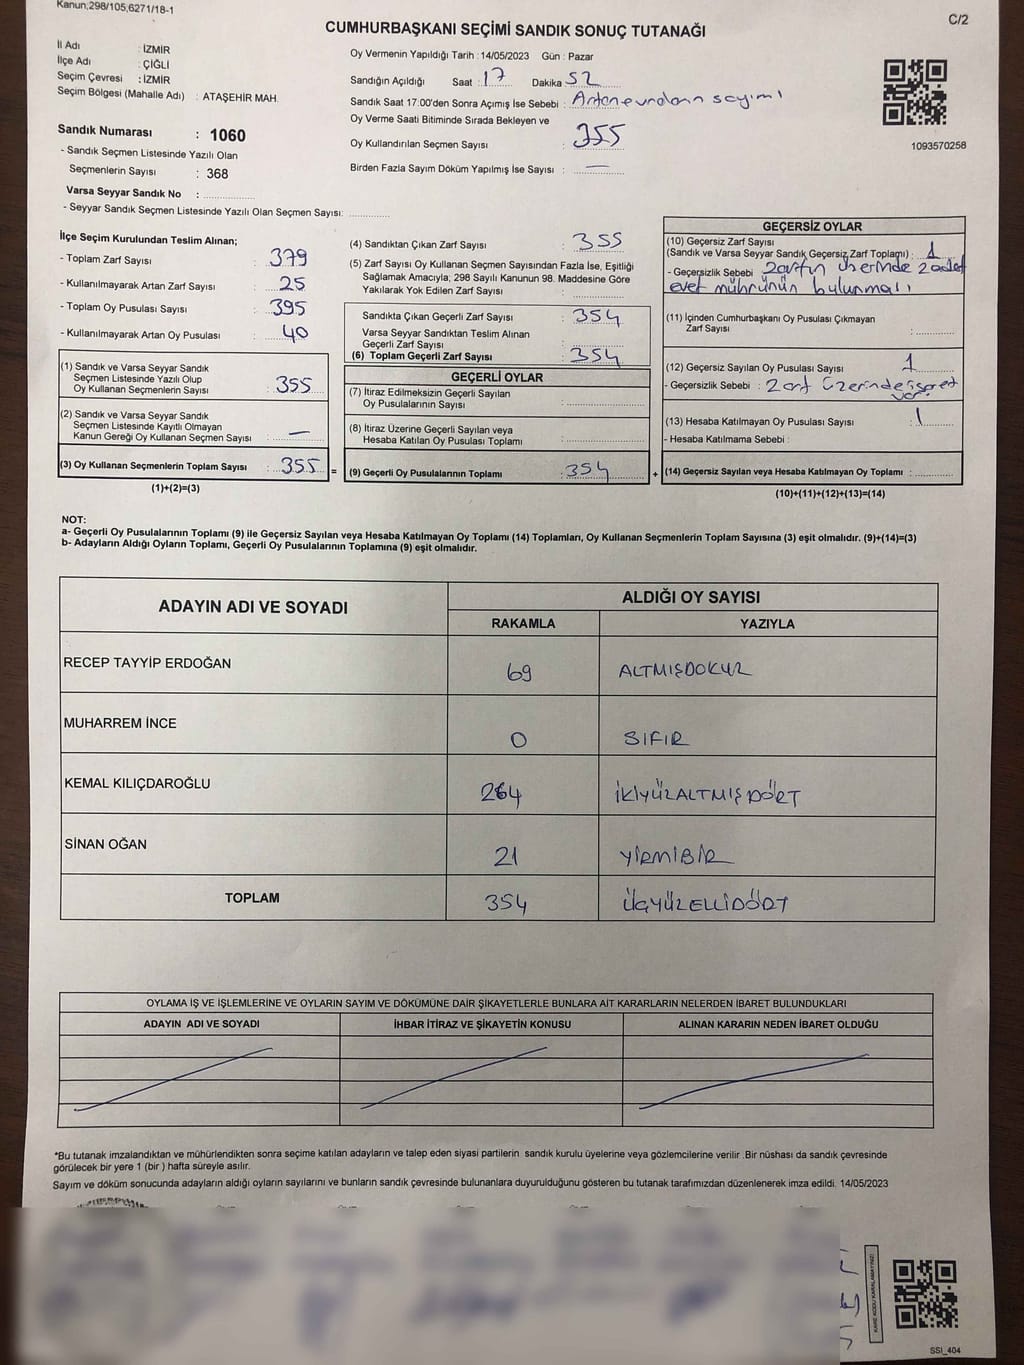 Kanun;298/105,6271/18-1
C/2
CUMHURBAŞKANI SEÇİMİ SANDIK SONUÇ TUTANAĞI
İl Adı : İZMİR
İlçe Adı : ÇİĞLİ
Seçim Çevresi : İZMİR
Seçim Bölgesi (Mahalle Adı) : ATAŞEHİR MAH.
Sandık Numarası : 1060
- Sandık Seçmen Listesinde Yazılı Olan
Seçmenlerin Sayısı : 368
Varsa Seyyar Sandık No :
- Seyyar Sandık Seçmen Listesinde Yazılı Olan Seçmen Sayısı:
Oy Vermenin Yapıldığı Tarih : 14/05/2023 Gün : Pazar
Sandığın Açıldığı Saat : 17 Dakika : 52
Sandık Saat 17:00'den Sonra Açımış İse Sebebi : Artan evrakların sayımı
Oy Verme Saati Bitiminde Sırada Bekleyen ve
Oy Kullandırılan Seçmen Sayısı : 355
Birden Fazla Sayım Döküm Yapılmış İse Sayısı : —
1093570258
İlçe Seçim Kurulundan Teslim Alınan;
- Toplam Zarf Sayısı : 379
- Kullanılmayarak Artan Zarf Sayısı : 25
- Toplam Oy Pusulası Sayısı : 395
- Kullanılmayarak Artan Oy Pusulası : 40
(1) Sandık ve Varsa Seyyar Sandık
Seçmen Listesinde Yazılı Olup
Oy Kullanan Seçmenlerin Sayısı : 355
(2) Sandık ve Varsa Seyyar Sandık
Seçmen Listesinde Kayıtlı Olmayan
Kanun Gereği Oy Kullanan Seçmen Sayısı : —
(3) Oy Kullanan Seçmenlerin Toplam Sayısı : 355 =
(1)+(2)=(3)
(4) Sandıktan Çıkan Zarf Sayısı : 355
(5) Zarf Sayısı Oy Kullanan Seçmen Sayısından Fazla İse, Eşitliği
Sağlamak Amacıyla; 298 Sayılı Kanunun 98. Maddesine Göre
Yakılarak Yok Edilen Zarf Sayısı :
Sandıkta Çıkan Geçerli Zarf Sayısı : 354
Varsa Seyyar Sandıktan Teslim Alınan
Geçerli Zarf Sayısı :
(6) Toplam Geçerli Zarf Sayısı 354
GEÇERLİ OYLAR
(7) İtiraz Edilmeksizin Geçerli Sayılan
Oy Pusulalarının Sayısı :
(8) İtiraz Üzerine Geçerli Sayılan veya
Hesaba Katılan Oy Pusulası Toplamı :
(9) Geçerli Oy Pusulalarının Toplamı : 354 +
GEÇERSİZ OYLAR
(10) Geçersiz Zarf Sayısı
(Sandık ve Varsa Seyyar Sandık Geçersiz Zarf Toplamı) : 1
- Geçersizlik Sebebi : Zarfın üzerinde 2 adet
evet mührünün bulunması
(11) İçinden Cumhurbaşkanı Oy Pusulası Çıkmayan
Zarf Sayısı :
(12) Geçersiz Sayılan Oy Pusulası Sayısı : 1
- Geçersizlik Sebebi : Zarf üzerinde işaret
var.
(13) Hesaba Katılmayan Oy Pusulası Sayısı : 1
- Hesaba Katılmama Sebebi :
(14) Geçersiz Sayılan veya Hesaba Katılmayan Oy Toplamı :
(10)+(11)+(12)+(13)=(14)
NOT:
a- Geçerli Oy Pusulalarının Toplamı (9) ile Geçersiz Sayılan veya Hesaba Katılmayan Oy Toplamı (14) Toplamları, Oy Kullanan Seçmenlerin Toplam Sayısına (3) eşit olmalıdır. (9)+(14)=(3)
b- Adayların Aldığı Oyların Toplamı, Geçerli Oy Pusulalarının Toplamına (9) eşit olmalıdır.
ADAYIN ADI VE SOYADI
ALDIĞI OY SAYISI
RAKAMLA YAZIYLA
RECEP TAYYİP ERDOĞAN 69 ALTMIŞDOKUZ
MUHARREM İNCE 0 SIFIR
KEMAL KILIÇDAROĞLU 264 İKİYÜZALTMIŞDÖRT
SİNAN OĞAN 21 YİRMİBİR
TOPLAM 354 ÜÇYÜZELLİDÖRT
OYLAMA İŞ VE İŞLEMLERİNE VE OYLARIN SAYIM VE DÖKÜMÜNE DAİR ŞİKAYETLERLE BUNLARA AİT KARARLARIN NELERDEN İBARET BULUNDUKLARI
ADAYIN ADI VE SOYADI İHBAR İTİRAZ VE ŞİKAYETİN KONUSU ALINAN KARARIN NEDEN İBARET OLDUĞU
*Bu tutanak imzalandıktan ve mühürlendikten sonra seçime katılan adayların ve talep eden siyasi partilerin sandık kurulu üyelerine veya gözlemcilerine verilir .Bir nüshası da sandık çevresinde
görülecek bir yere 1 (bir ) hafta süreyle asılır.
Sayım ve döküm sonucunda adayların aldığı oyların sayılarını ve bunların sandık çevresinde bulunanlara duyurulduğunu gösteren bu tutanak tarafımızdan düzenlenerek imza edildi. 14/05/2023
KARE KODU KARALAMAYINIZ!
SSI_404